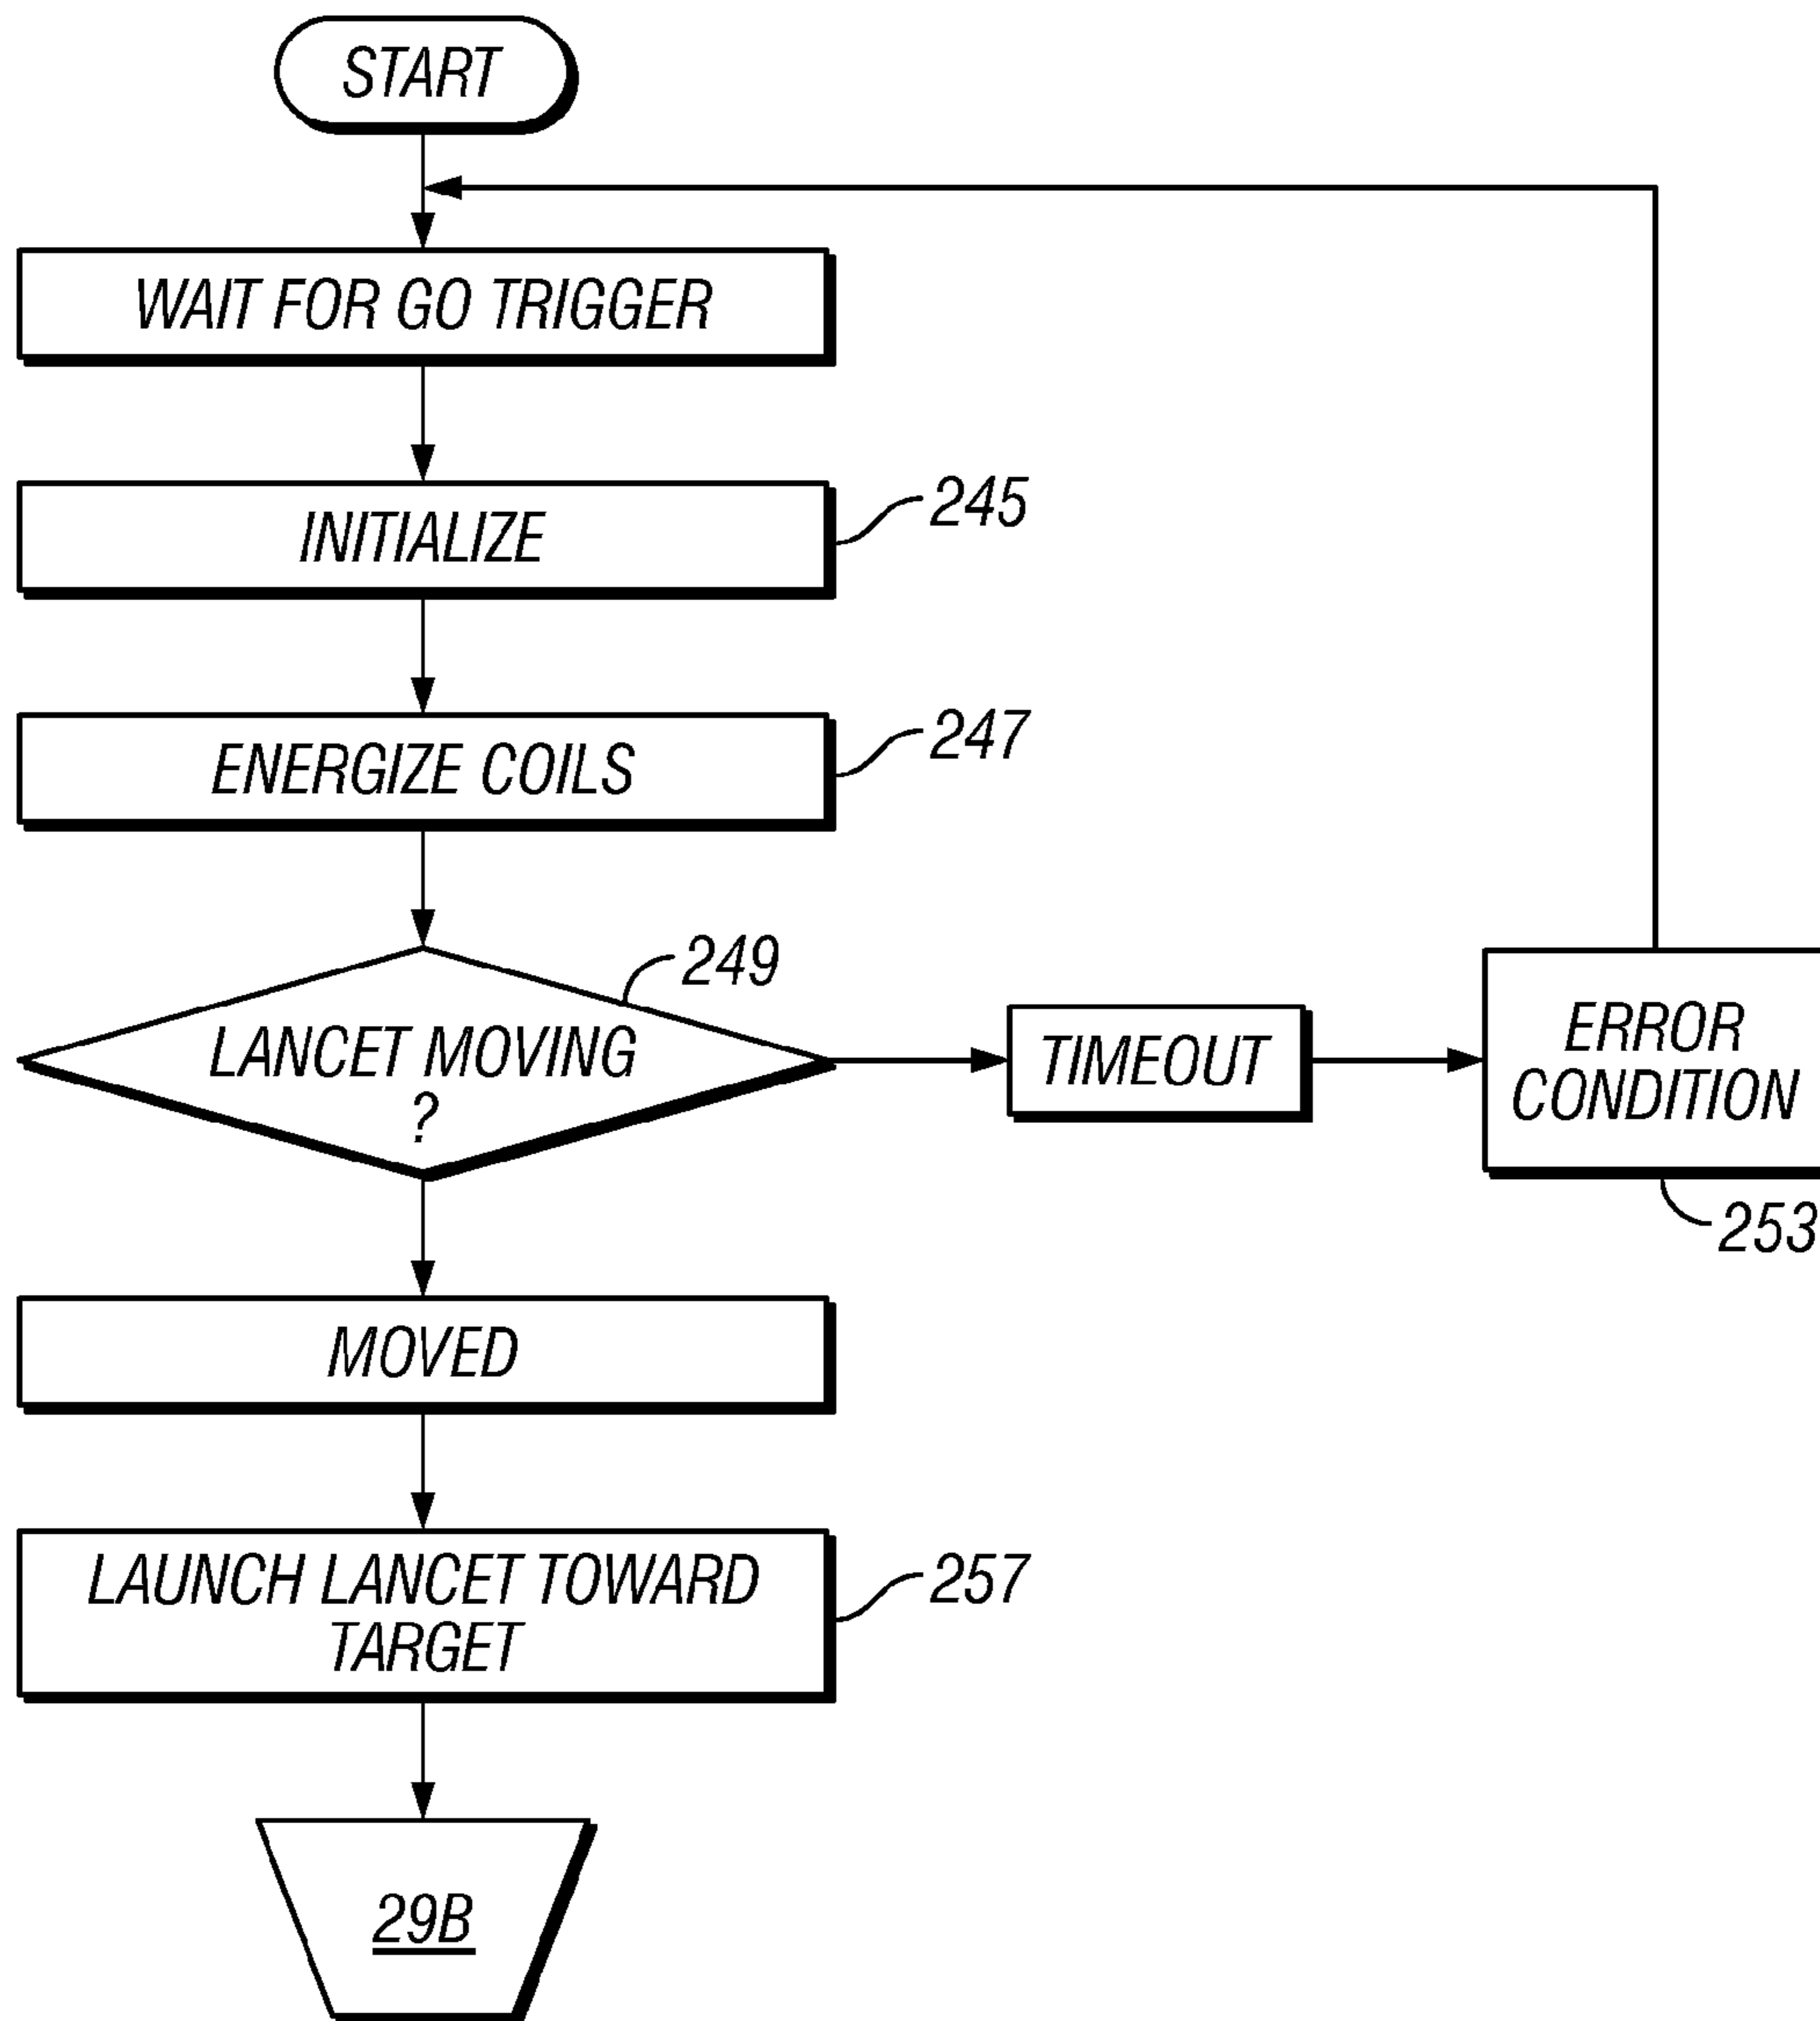 START
WAIT FOR GO TRIGGER
INITIALIZE
245
ENERGIZE COILS
247
249
LANCET MOVING
?
TIMEOUT
ERROR
CONDITION
253
MOVED
LAUNCH LANCET TOWARD
TARGET
257
29B